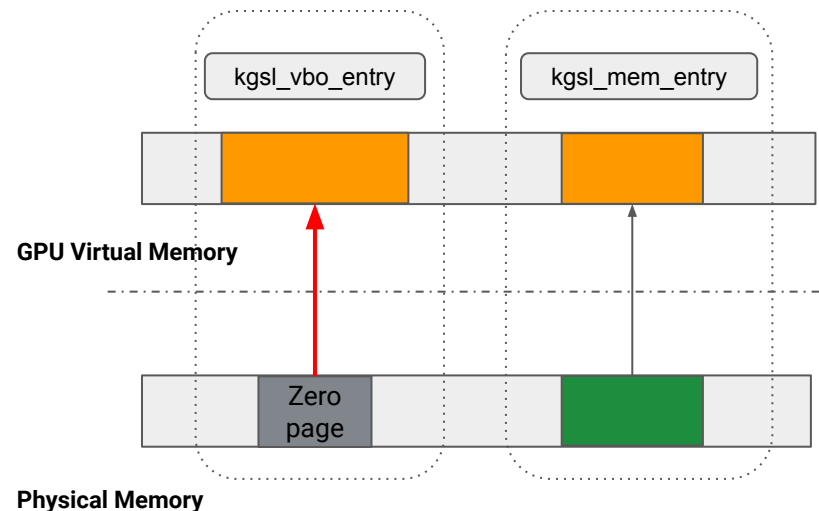 kgsl_vbo_entry
kgsl_mem_entry
GPU Virtual Memory
Zero
page
Physical Memory